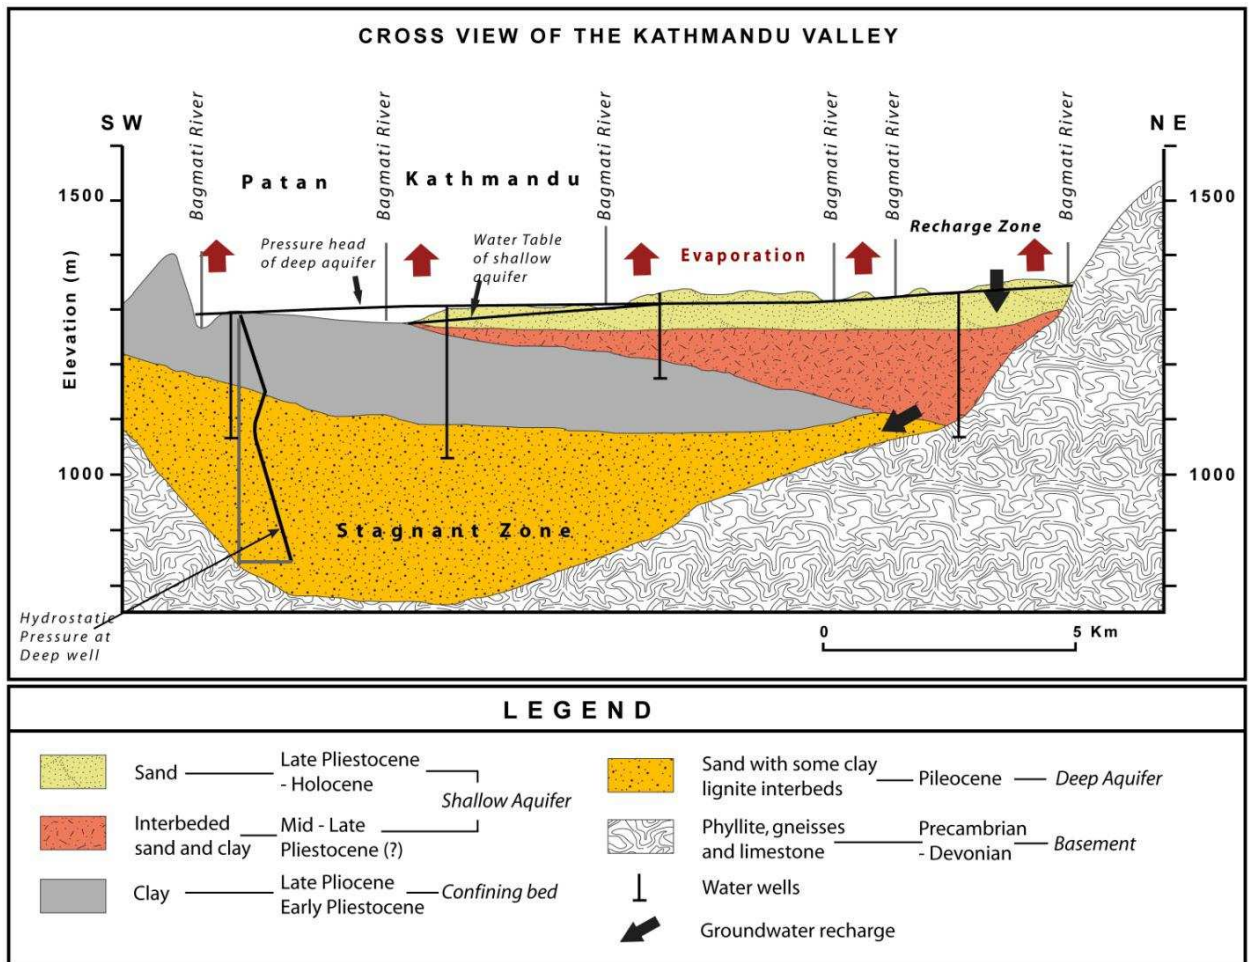 CROSS VIEW OF THE KATHMANDU VALLEY
SW
NE
Bagmati River
Bagmati River
Bagmati River
Bagmati River
Bagmati River
Bagmati River
Patan
Kathmandu
1500
1500
Recharge Zone
Pressure head
of deep aquifer
Water Table
of shallow
aquifer
Evaporation
Elevation (m)
1000
1000
Stagnant Zone
Hydrostatic
Pressure at
Deep well
0
5 Km
LEGEND
Sand
Late Pliestocene
- Holocene
Shallow Aquifer
Interbeded
sand and clay
Mid - Late
Pliestocene (?)
Clay
Late Pliocene
Early Pliestocene
Confining bed
Sand with some clay
lignite interbeds
Pileocene
Deep Aquifer
Phyllite, gneisses
and limestone
Precambrian
- Devonian
Basement
Water wells
Groundwater recharge